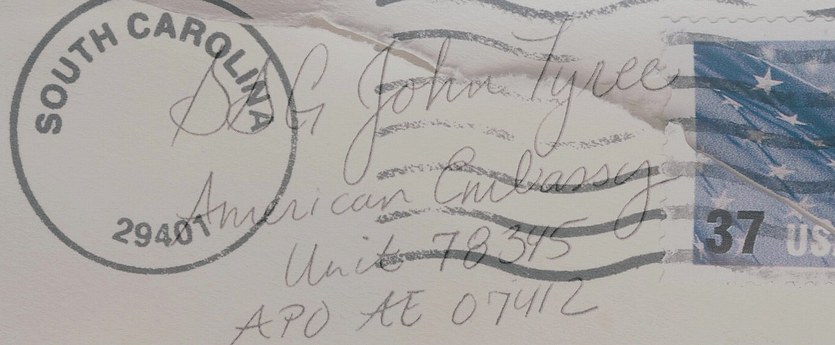 SOUTH CAROLINA
29401
SSG John Tyree
American Embassy
Unit 78345
APO AE 07412
37 USA